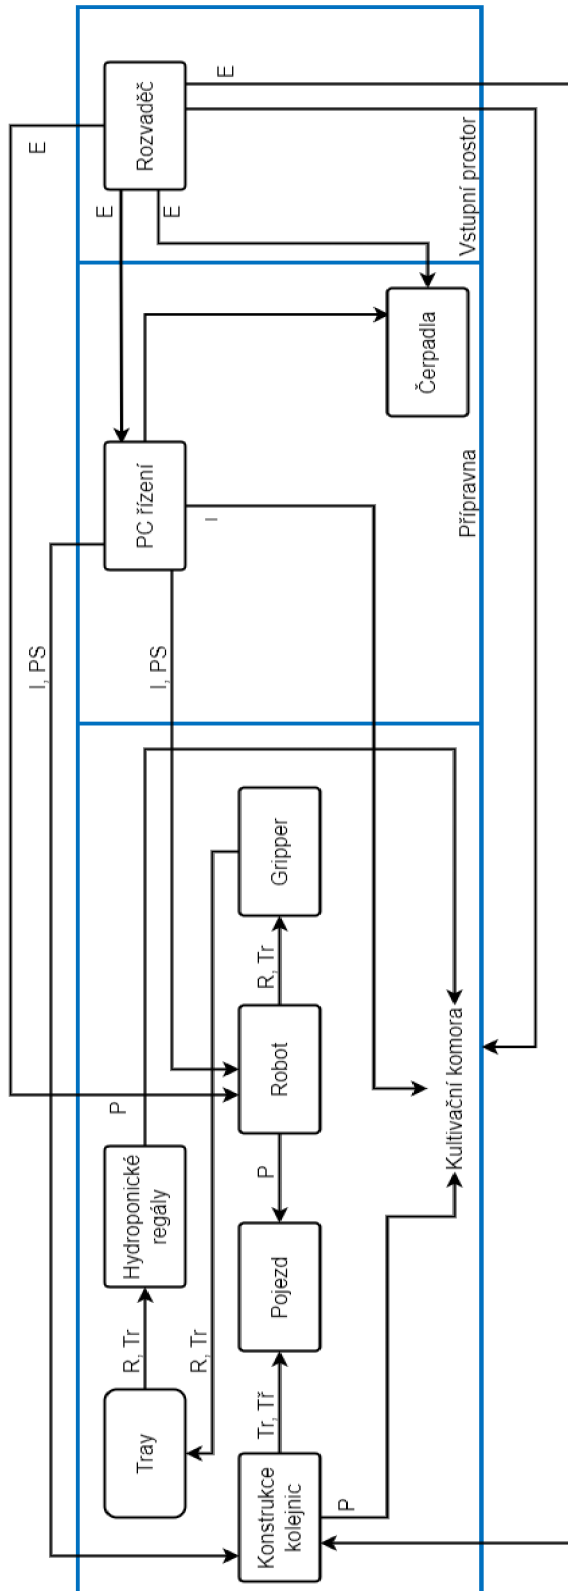 I, PS
E
P
E
Tray
R, Tr
Hydroponické
regály
PC řízení
Rozvaděč
I, PS
E
R, Tr
I
E
Konstrukce
kolejnic
Tr, Tř
Pojezd
P
Robot
R, Tr
Gripper
P
Čerpadla
Kultivační komora
Přípravna
Vstupní prostor